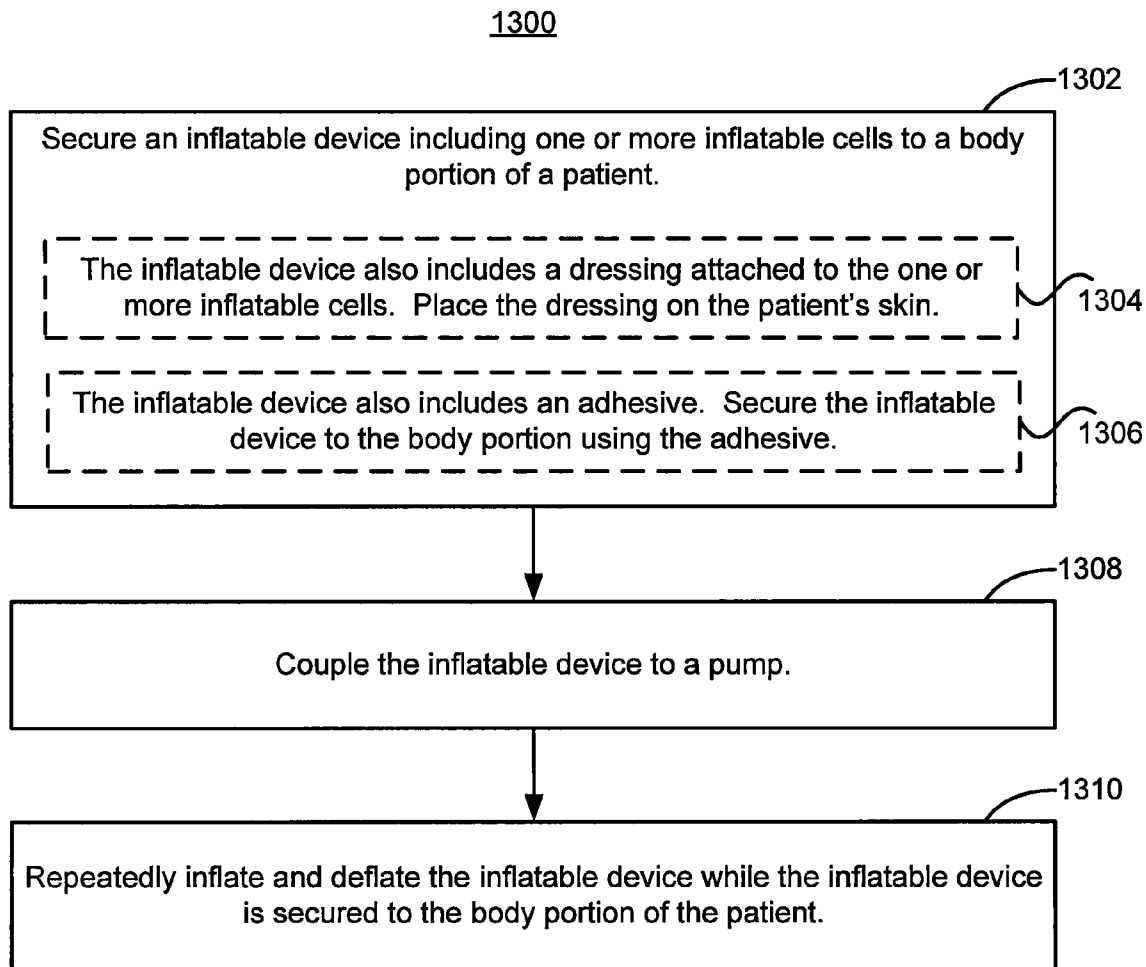 1300
1302
Secure an inflatable device including one or more inflatable cells to a body
portion of a patient.
The inflatable device also includes a dressing attached to the one or
more inflatable cells.  Place the dressing on the patient's skin.
1304
The inflatable device also includes an adhesive.  Secure the inflatable
device to the body portion using the adhesive.
1306
1308
Couple the inflatable device to a pump.
1310
Repeatedly inflate and deflate the inflatable device while the inflatable device
is secured to the body portion of the patient.